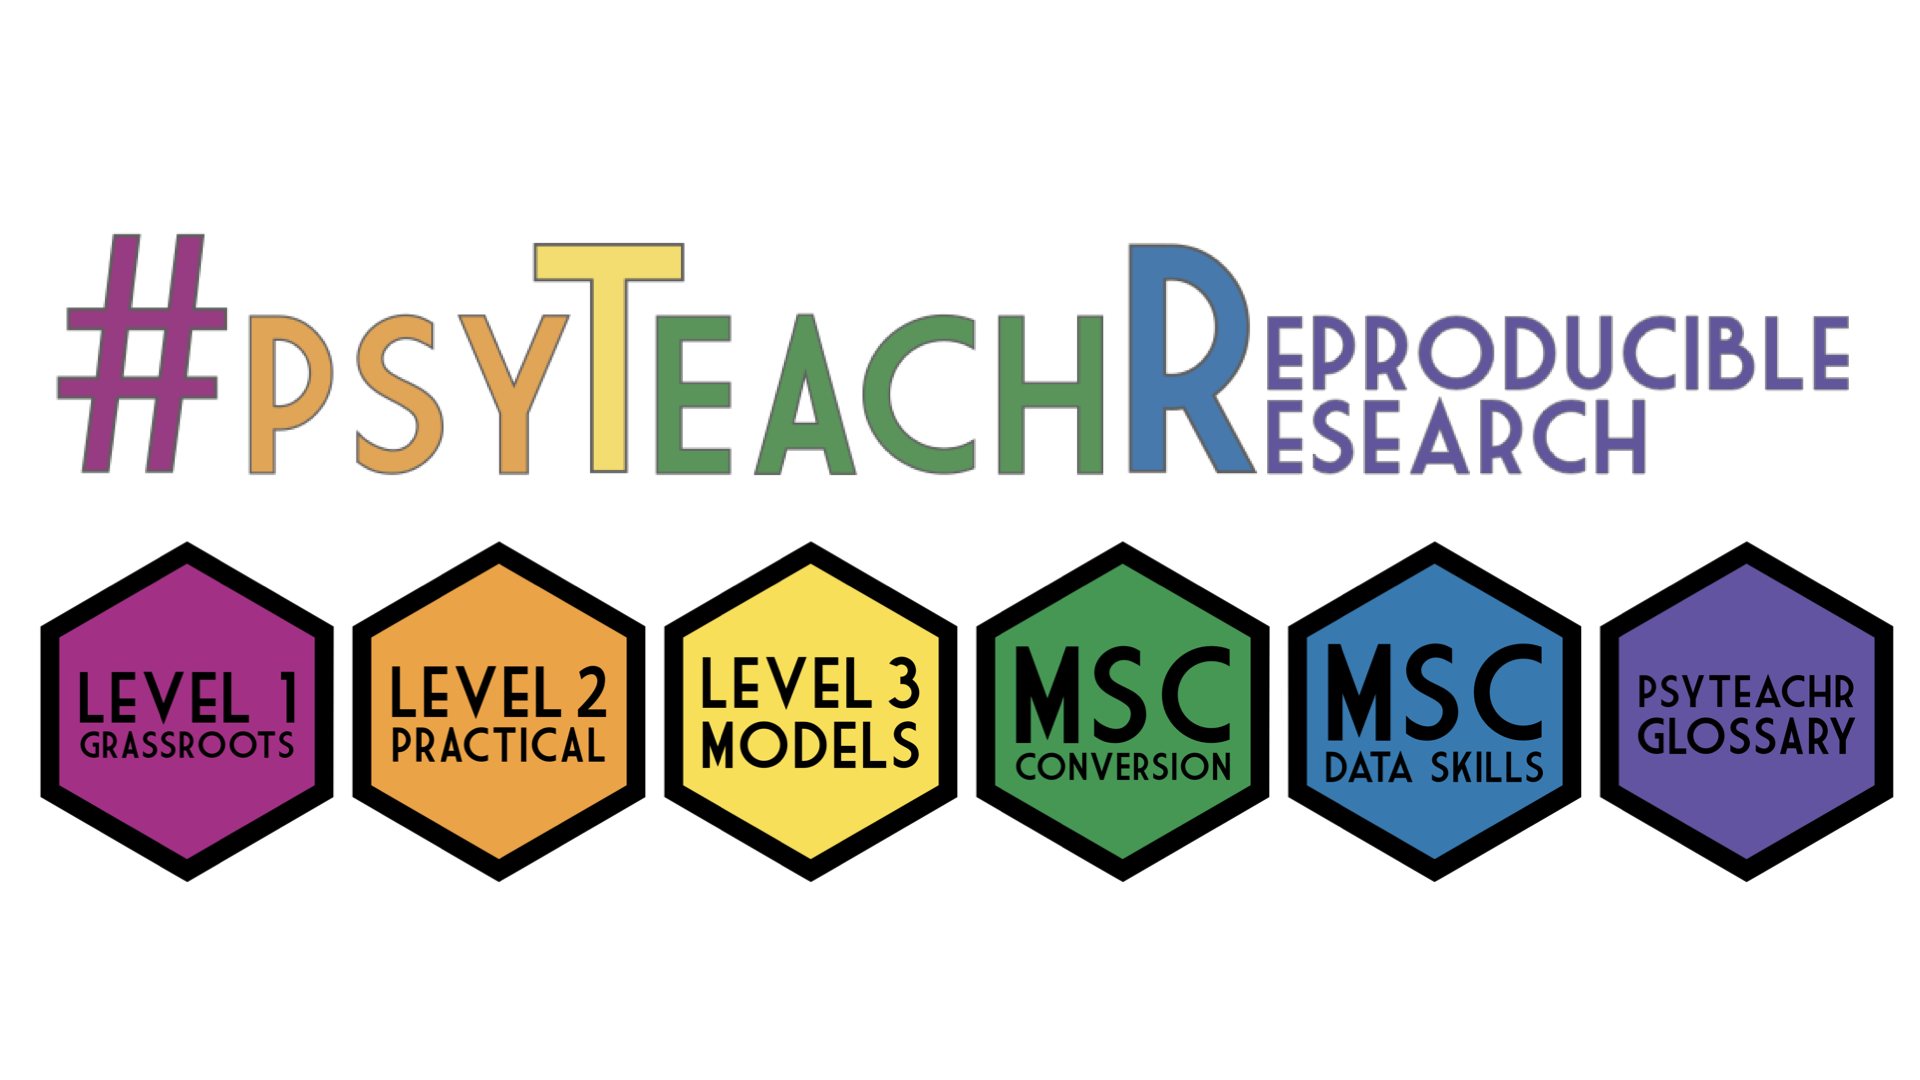 #PSYTEACHR EPRODUCIBLE
ESEARCH
LEVEL 1
GRASSROOTS
LEVEL 2
PRACTICAL
LEVEL 3
MODELS
MSC
CONVERSION
MSC
DATA SKILLS
PSYTEACHR
GLOSSARY